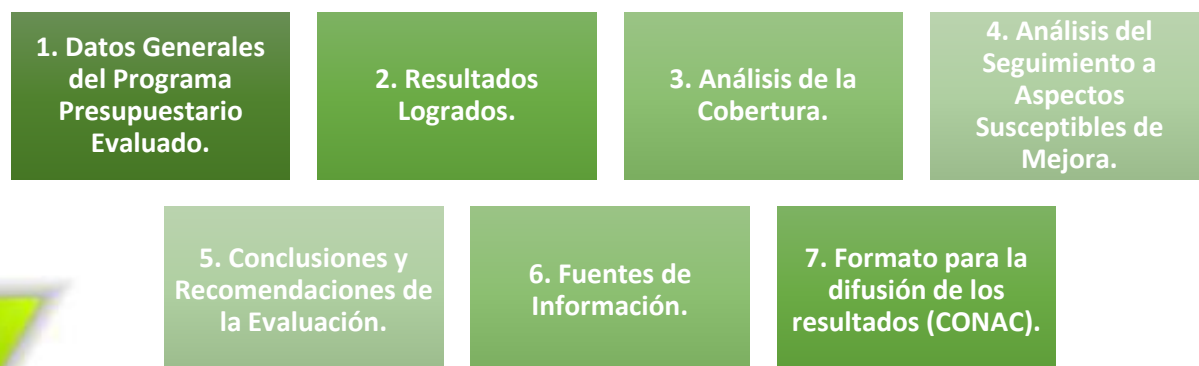 1. Datos Generales
del Programa
Presupuestario
Evaluado.
2. Resultados
Logrados.
3. Análisis de la
Cobertura.
4. Análisis del
Seguimiento a
Aspectos
Susceptibles de
Mejora.
5. Conclusiones y
Recomendaciones de
la Evaluación.
6. Fuentes de
Información.
7. Formato para la
difusión de los
resultados (CONAC).